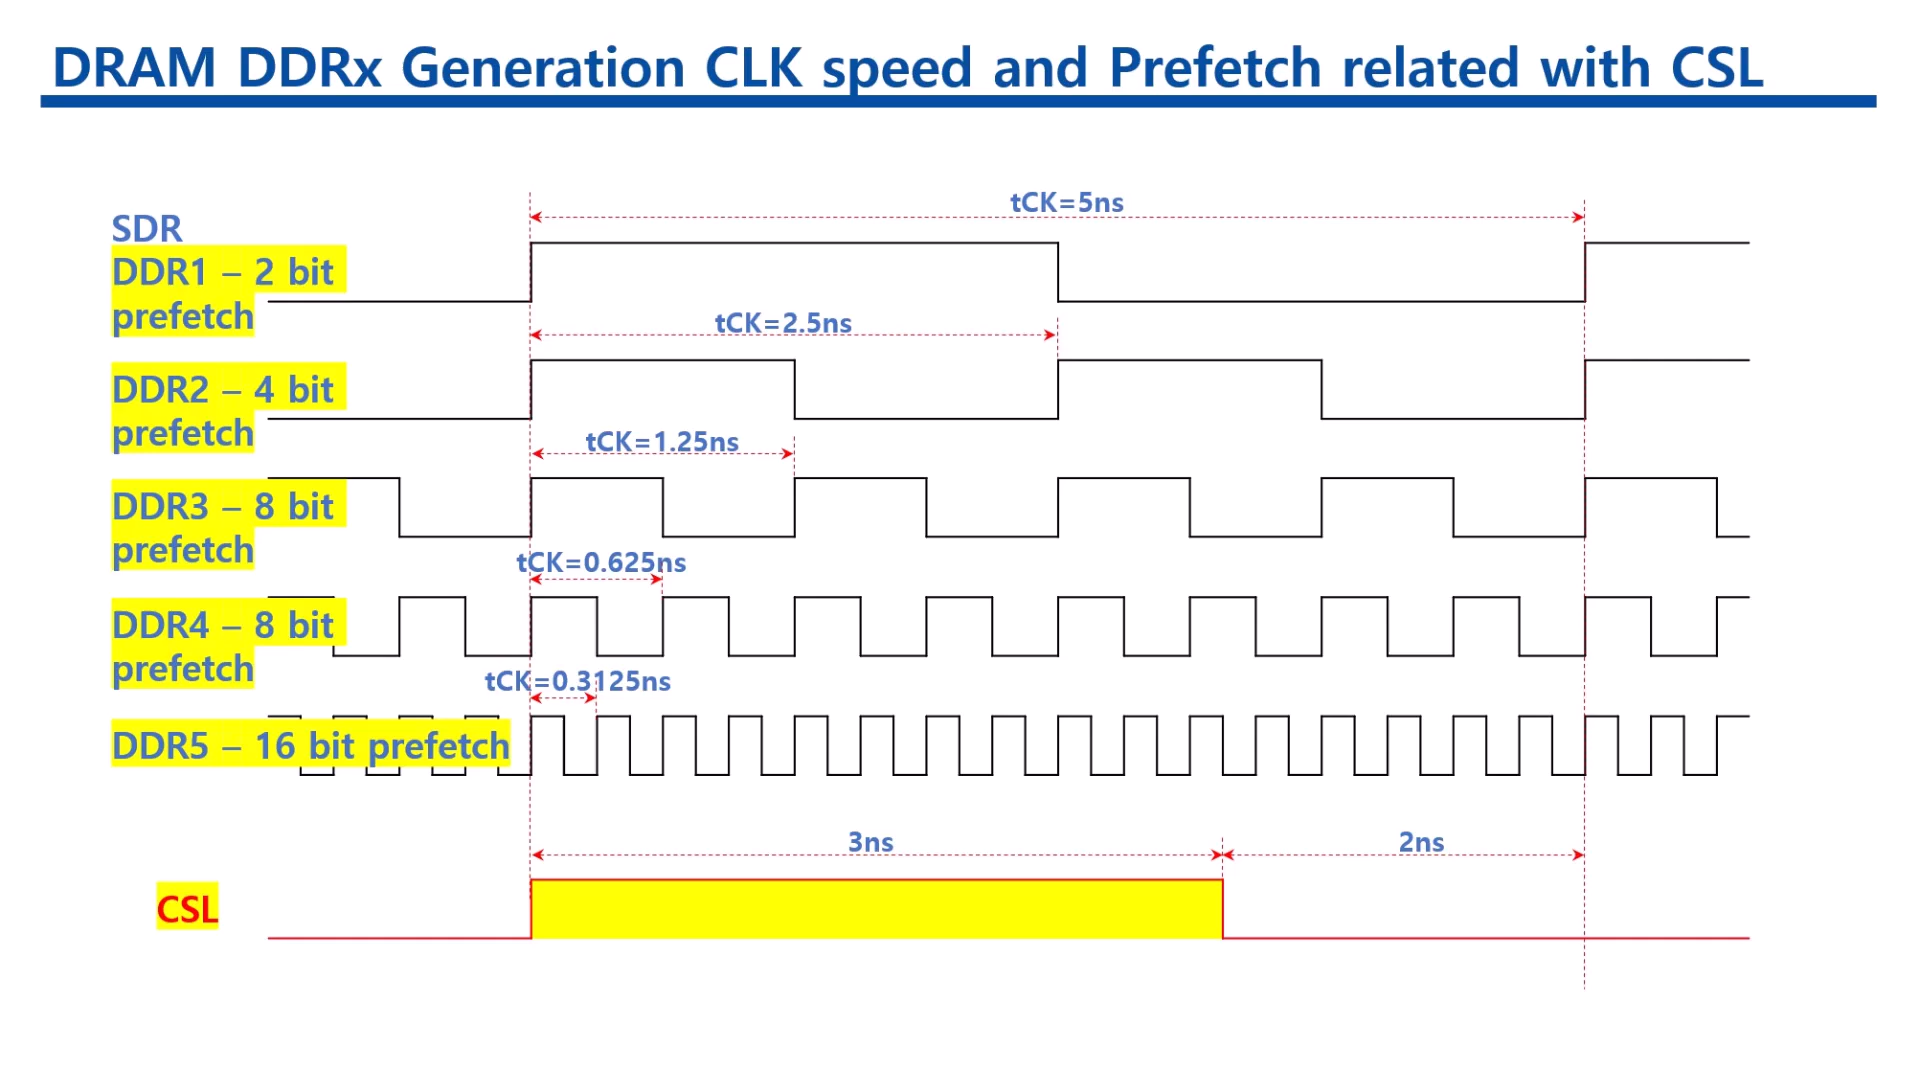 DRAM DDRx Generation CLK speed and Prefetch related with CSL
tCK=5ns
SDR
DDR1 – 2 bit
prefetch
tCK=2.5ns
DDR2 – 4 bit
prefetch
tCK=1.25ns
DDR3 – 8 bit
prefetch
tCK=0.625ns
DDR4 – 8 bit
prefetch
tCK=0.3125ns
DDR5 – 16 bit prefetch
3ns
2ns
CSL